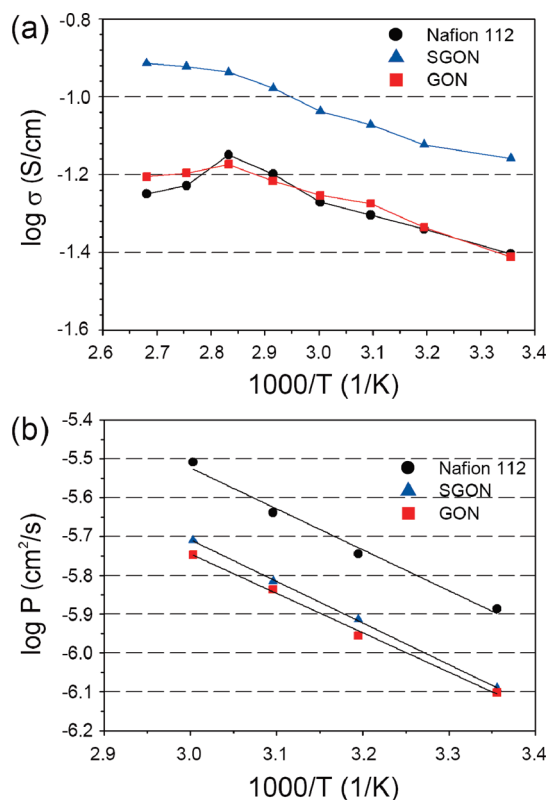 (a)
Nafion 112
SGON
GON
log σ (S/cm)
-0.8
-1.0
-1.2
-1.4
-1.6
2.6 2.7 2.8 2.9 3.0 3.1 3.2 3.3 3.4
1000/T (1/K)
(b)
Nafion 112
SGON
GON
log P (cm²/s)
-5.4
-5.5
-5.6
-5.7
-5.8
-5.9
-6.0
-6.1
-6.2
2.9 3.0 3.1 3.2 3.3 3.4
1000/T (1/K)